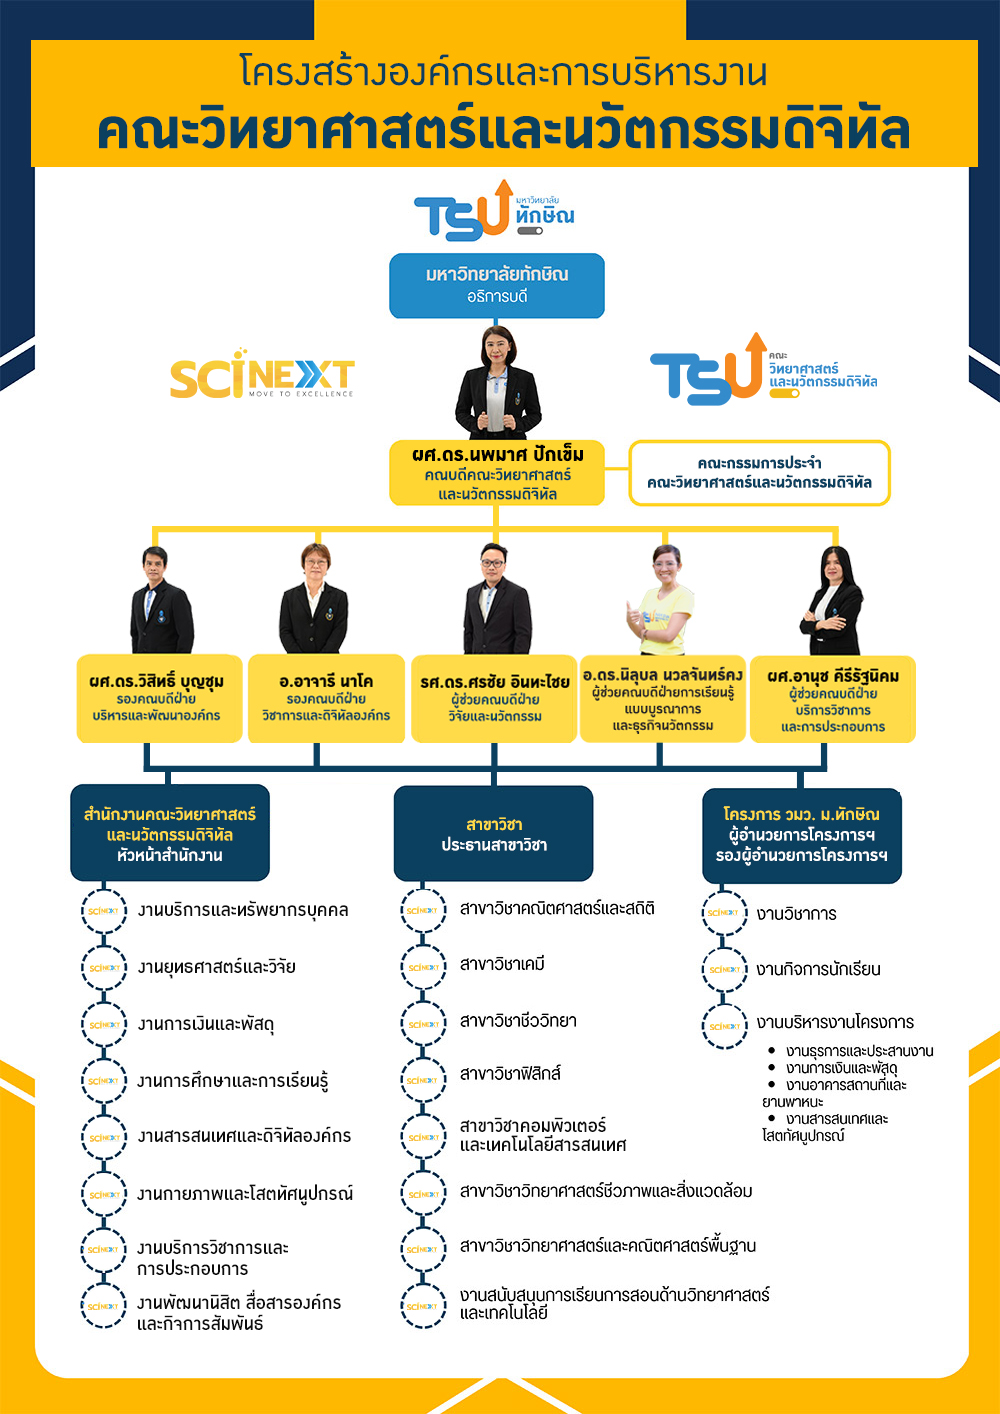 โครงสร้างองค์กรและการบริหารงาน
คณะวิทยาศาสตร์และนวัตกรรมดิจิทัล
TSU มหาวิทยาลัย
ทักษิณ
มหาวิทยาลัยทักษิณ
อธิการบดี
SCiNEXT
MOVE TO EXCELLENCE
TSU คณะ
วิทยาศาสตร์
และนวัตกรรมดิจิทัล
ผศ.ดร.นพมาศ ปักเข็ม
คณบดีคณะวิทยาศาสตร์
และนวัตกรรมดิจิทัล
คณะกรรมการประจำ
คณะวิทยาศาสตร์และนวัตกรรมดิจิทัล
TSU
ผศ.ดร.วิสิทธิ์ บุญชุม
รองคณบดีฝ่าย
บริหารและพัฒนาองค์กร
อ.อาจารี นาโค
รองคณบดีฝ่าย
วิชาการและดิจิทัลองค์กร
รศ.ดร.ศรชัย อินทะไชย
ผู้ช่วยคณบดีฝ่าย
วิจัยและนวัตกรรม
อ.ดร.นิลุบล นวลจันทร์คง
ผู้ช่วยคณบดีฝ่ายการเรียนรู้
แบบบูรณาการ
และธุรกิจนวัตกรรม
ผศ.อานุช คีรีรัฐนิคม
ผู้ช่วยคณบดีฝ่าย
บริการวิชาการ
และการประกอบการ
สำนักงานคณะวิทยาศาสตร์
และนวัตกรรมดิจิทัล
หัวหน้าสำนักงาน
SCiNEXT งานบริการและทรัพยากรบุคคล
SCiNEXT งานยุทธศาสตร์และวิจัย
SCiNEXT งานการเงินและพัสดุ
SCiNEXT งานการศึกษาและการเรียนรู้
SCiNEXT งานสารสนเทศและดิจิทัลองค์กร
SCiNEXT งานกายภาพและโสตทัศนูปกรณ์
SCiNEXT งานบริการวิชาการและ
การประกอบการ
SCiNEXT งานพัฒนานิสิต สื่อสารองค์กร
และกิจการสัมพันธ์
สาขาวิชา
ประธานสาขาวิชา
SCiNEXT สาขาวิชาคณิตศาสตร์และสถิติ
SCiNEXT สาขาวิชาเคมี
SCiNEXT สาขาวิชาชีววิทยา
SCiNEXT สาขาวิชาฟิสิกส์
SCiNEXT สาขาวิชาคอมพิวเตอร์
และเทคโนโลยีสารสนเทศ
SCiNEXT สาขาวิชาวิทยาศาสตร์ชีวภาพและสิ่งแวดล้อม
SCiNEXT สาขาวิชาวิทยาศาสตร์และคณิตศาสตร์พื้นฐาน
SCiNEXT งานสนับสนุนการเรียนการสอนด้านวิทยาศาสตร์
และเทคโนโลยี
โครงการ วมว. ม.ทักษิณ
ผู้อำนวยการโครงการฯ
รองผู้อำนวยการโครงการฯ
SCiNEXT งานวิชาการ
SCiNEXT งานกิจการนักเรียน
SCiNEXT งานบริหารงานโครงการ
• งานธุรการและประสานงาน
• งานการเงินและพัสดุ
• งานอาคารสถานที่และ
ยานพาหนะ
• งานสารสนเทศและ
โสตทัศนูปกรณ์